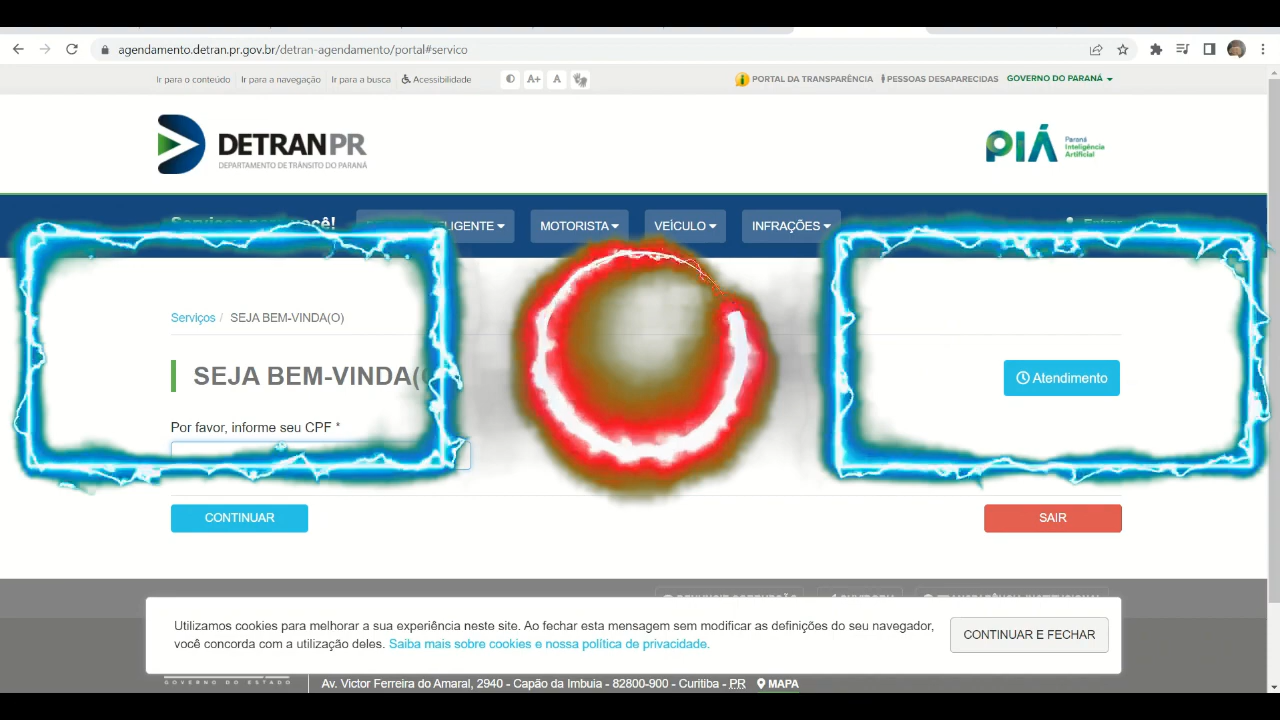 agendamento.detran.pr.gov.br/detran-agendamento/portal#servico
Ir para o conteúdo Ir para a navegação Ir para a busca Acessibilidade A+ A PORTAL DA TRANSPARÊNCIA PESSOAS DESAPARECIDAS GOVERNO DO PARANÁ
DETRANPR
DEPARTAMENTO DE TRÂNSITO DO PARANÁ
PIÁ Paraná
Inteligência
Artificial
MOTORISTA VEÍCULO INFRAÇÕES Entrar
Serviços / SEJA BEM-VINDA(O)
SEJA BEM-VINDA(
Atendimento
Por favor, informe seu CPF *
CONTINUAR SAIR
Utilizamos cookies para melhorar a sua experiência neste site. Ao fechar esta mensagem sem modificar as definições do seu navegador,
você concorda com a utilização deles. Saiba mais sobre cookies e nossa política de privacidade.
CONTINUAR E FECHAR
GOVERNO DO ESTADO
Av. Victor Ferreira do Amaral, 2940 - Capão da Imbuia - 82800-900 - Curitiba - PR MAPA